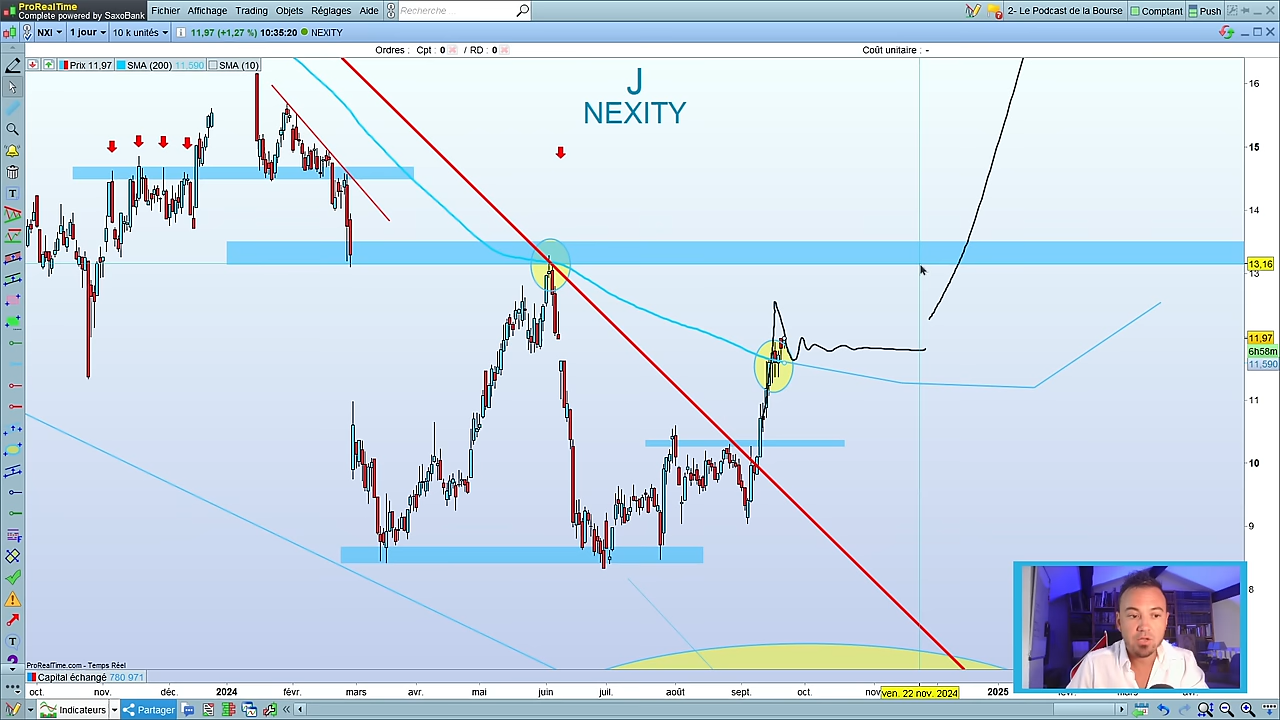 ProRealTime
Complete powered by SaxoBank
Fichier Affichage Trading Objets Réglages Aide
Recherche
2- Le Podcast de la Bourse Comptant Push
NXI 1 jour 10 k unités 11,97 (+1,27 %) 10:35:20 NEXITY
Ordres : Cpt : 0 / RD : 0 Coût unitaire : -
Prix 11,97 SMA (200) 11.590 SMA (10)
J
NEXITY
16
15
14
13,16
13
11,97
6h58m
11,590
11
10
9
8
ProRealTime.com - Temps Réel
Capital échangé 780 971
oct. nov. déc. 2024 févr. mars avr. mai juin juil. août sept. oct. nov ven. 22 nov. 2024 2025
Indicateurs Partager